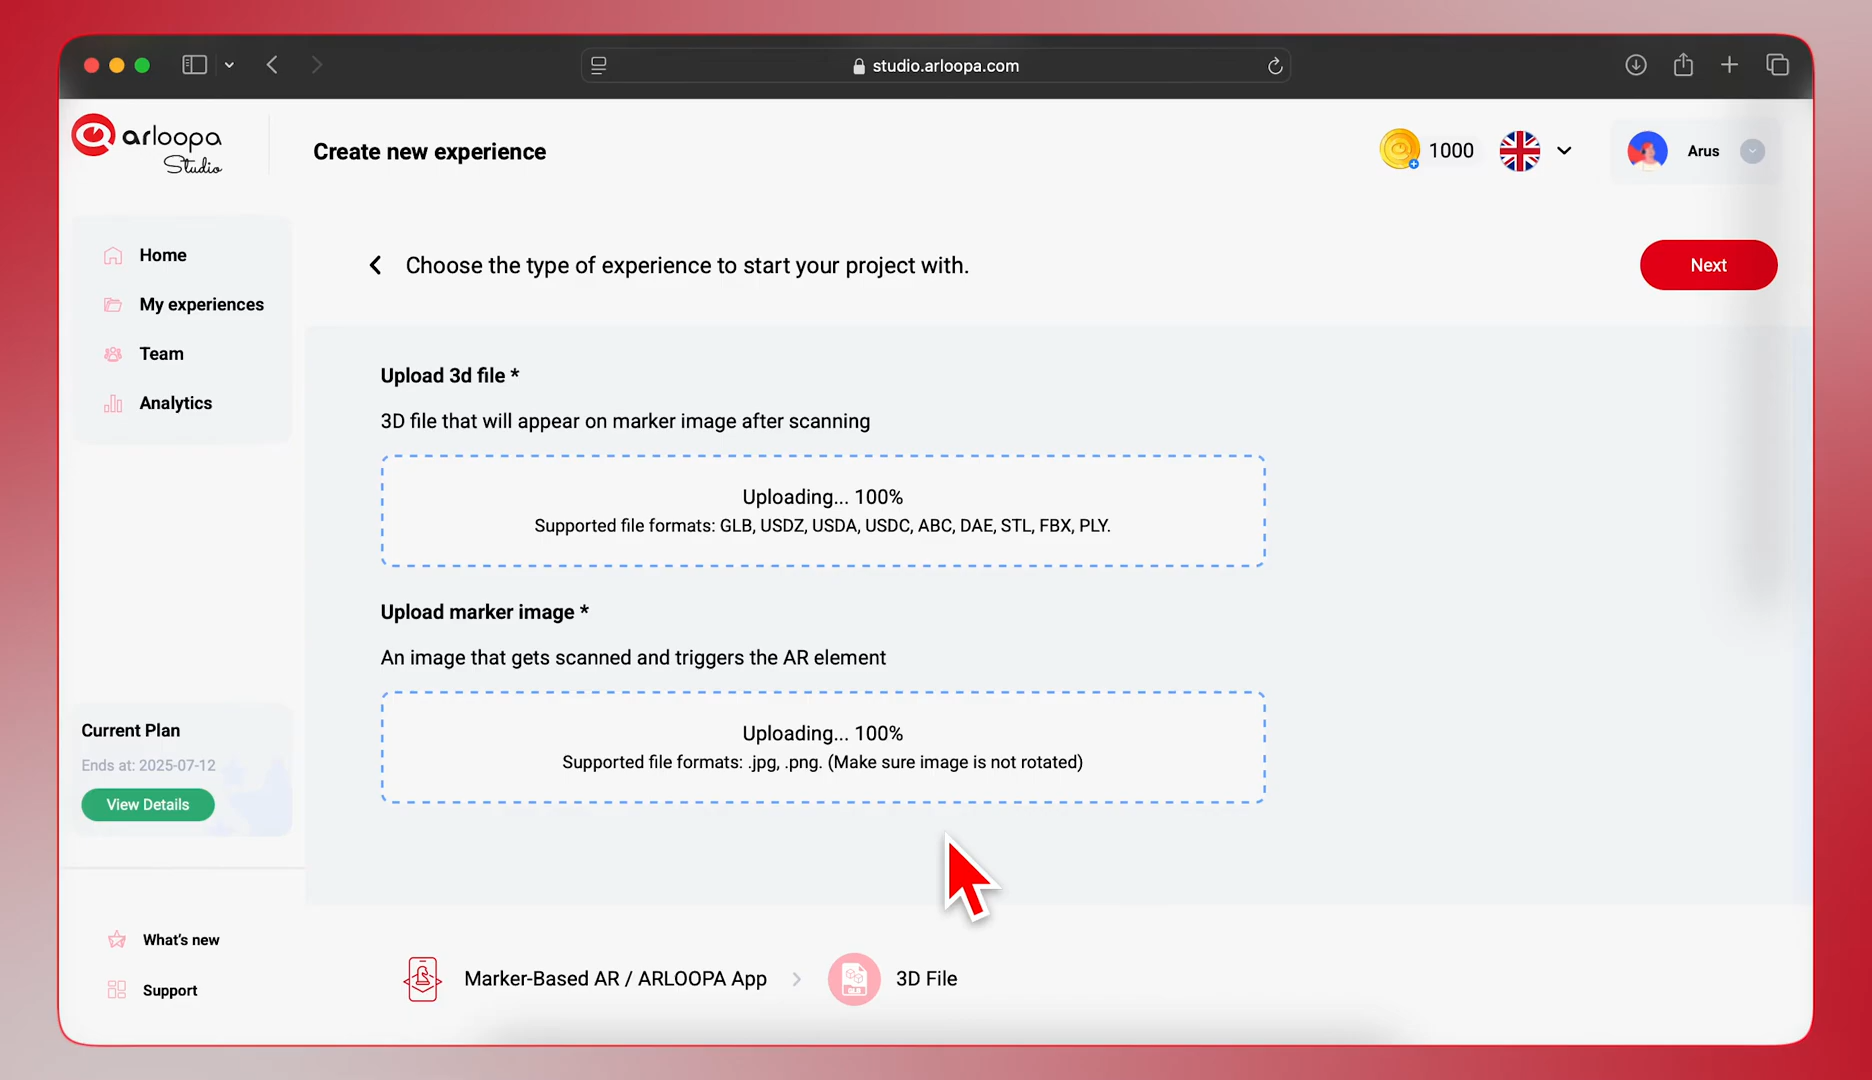 studio.arloopa.com
arloopa
Studio
Create new experience
1000
Arus
Home
My experiences
Team
Analytics
Choose the type of experience to start your project with.
Next
Upload 3d file *
3D file that will appear on marker image after scanning
Uploading... 100%
Supported file formats: GLB, USDZ, USDA, USDC, ABC, DAE, STL, FBX, PLY.
Upload marker image *
An image that gets scanned and triggers the AR element
Uploading... 100%
Supported file formats: .jpg, .png. (Make sure image is not rotated)
Current Plan
Ends at: 2025-07-12
View Details
What's new
Support
Marker-Based AR / ARLOOPA App
GLB
3D File